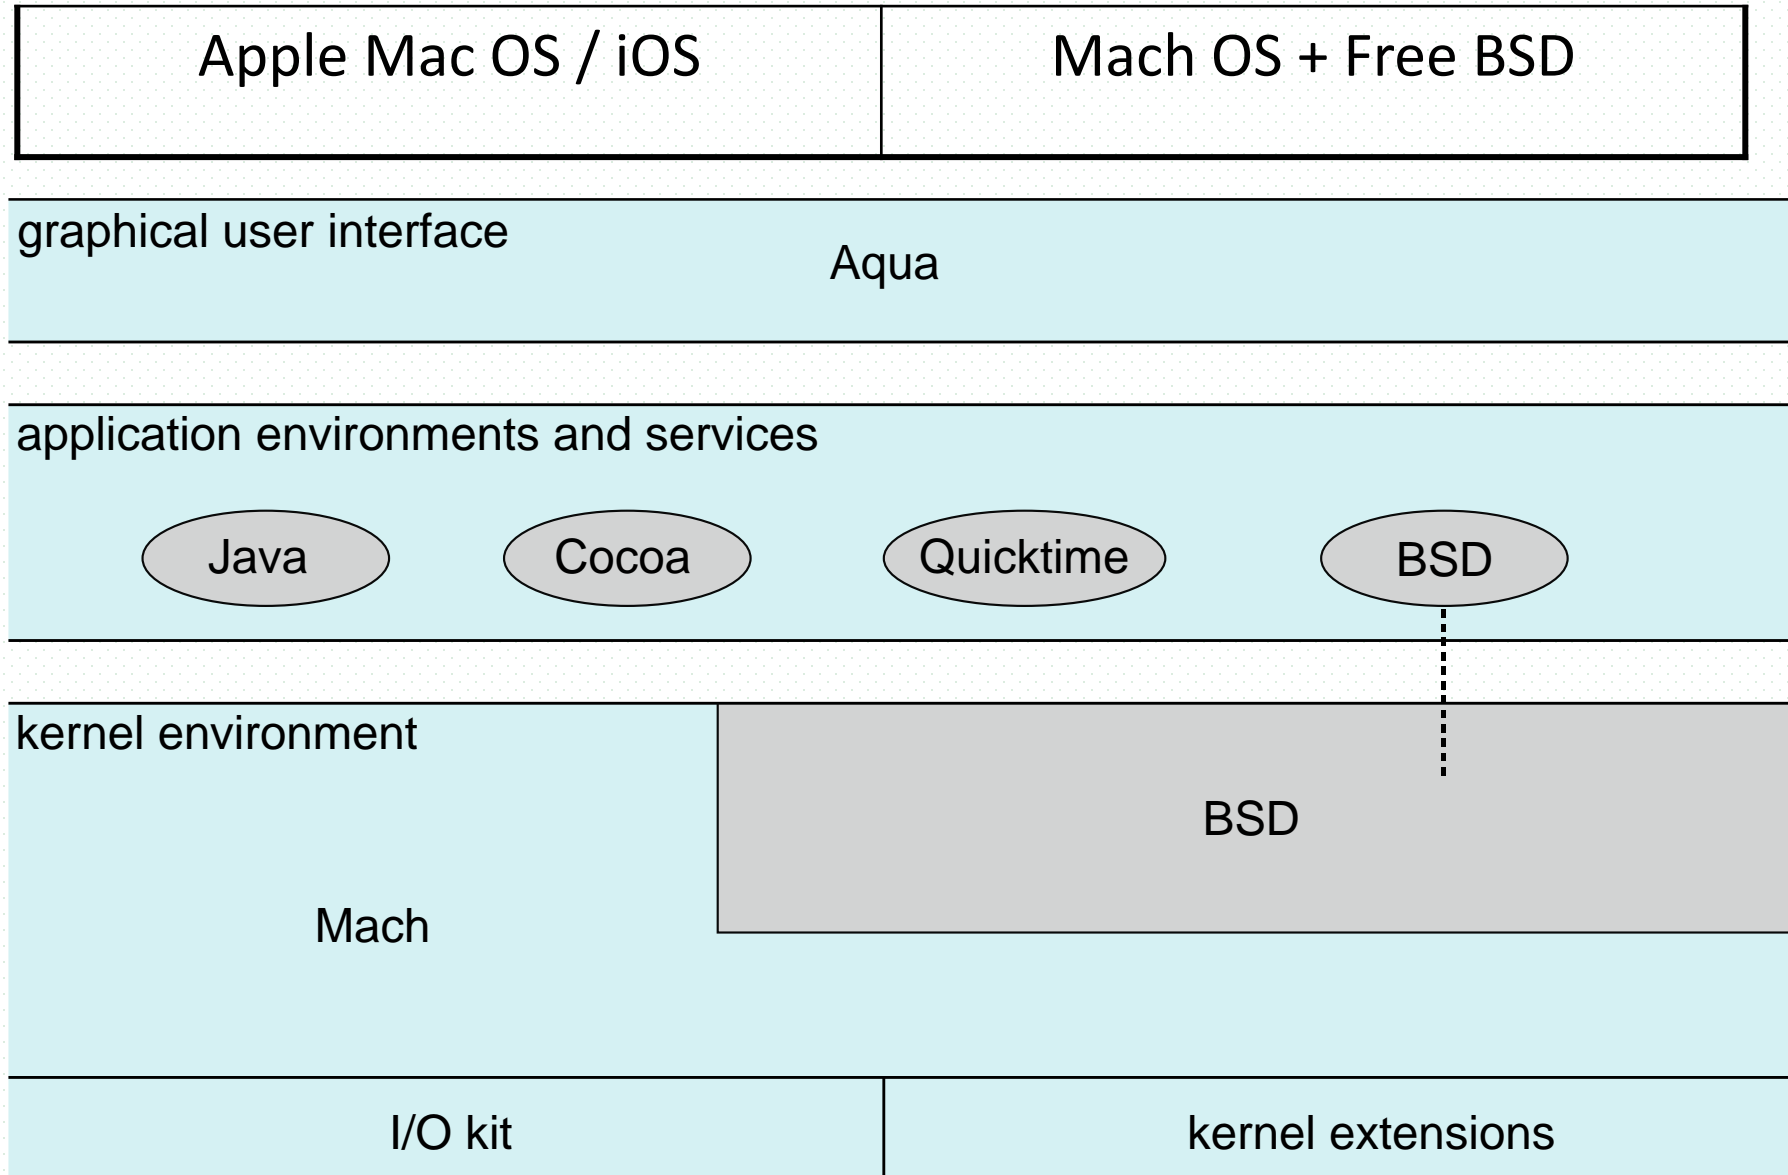 Apple Mac OS / iOS
Mach OS + Free BSD
graphical user interface
Aqua
application environments and services
Java
Cocoa
Quicktime
BSD
kernel environment
BSD
Mach
I/O kit
kernel extensions